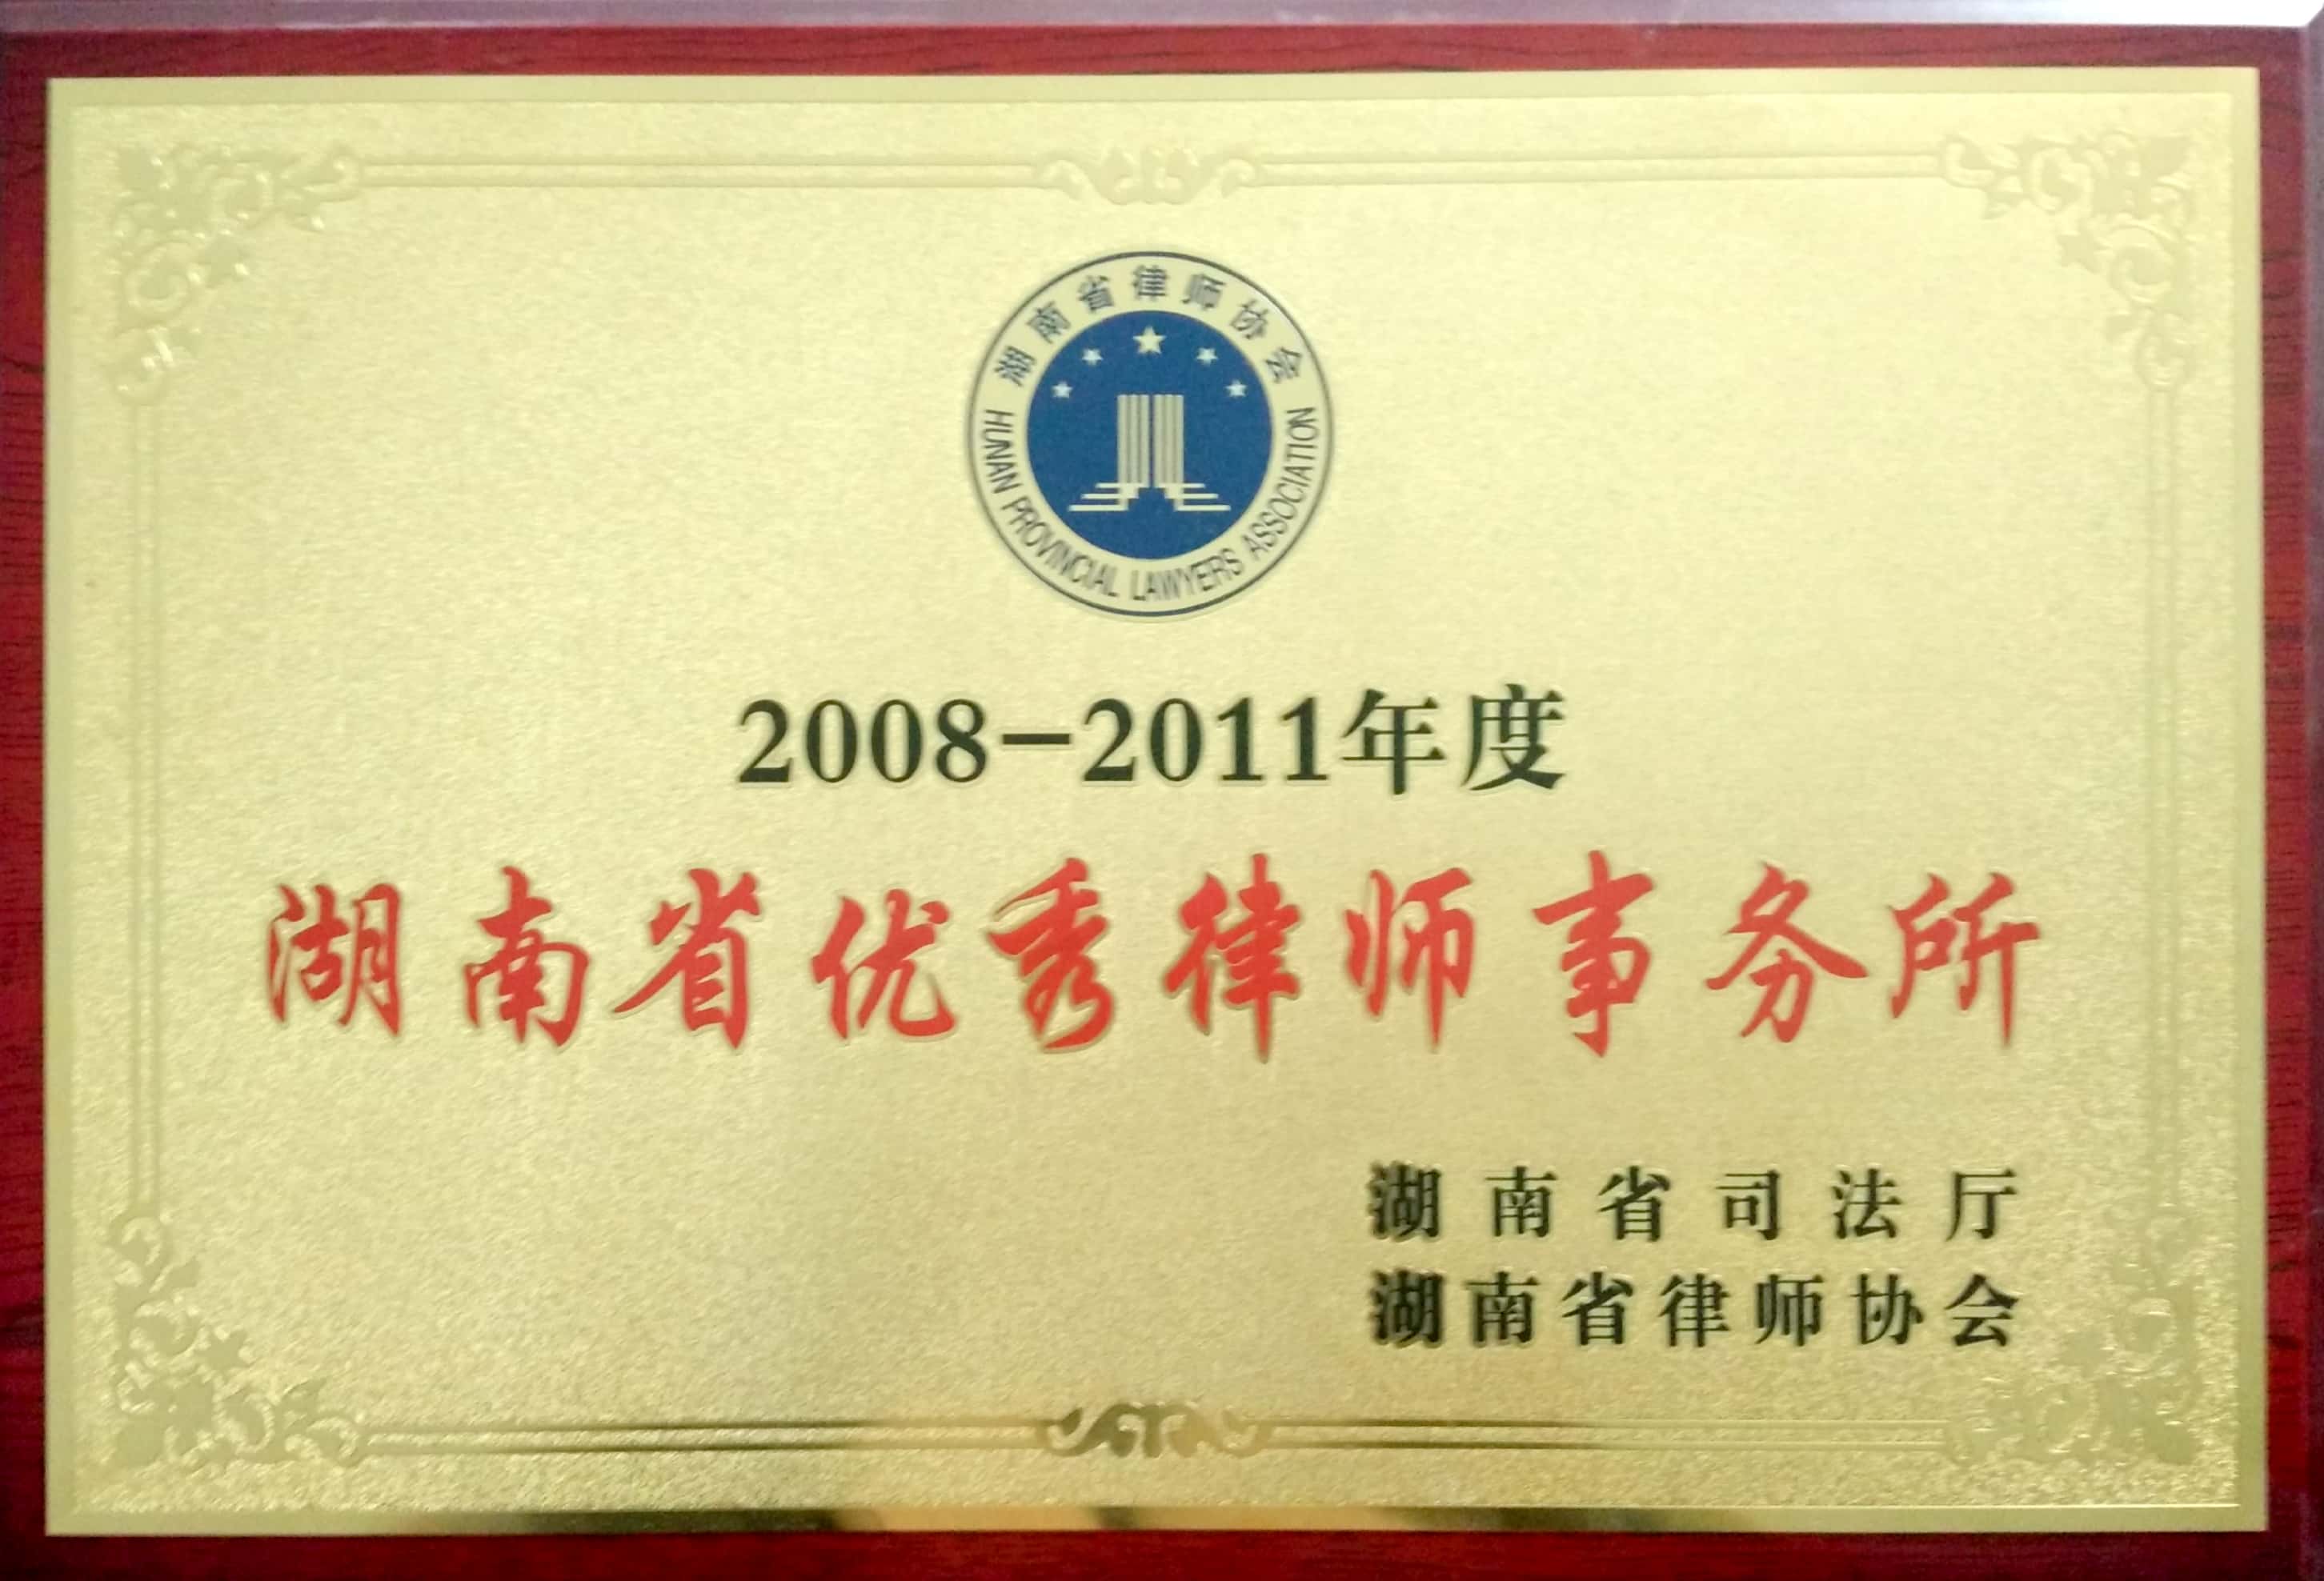 湖南省律师协会
HUNAN PROVINCIAL LAWYERS ASSOCIATION
2008-2011年度
湖南省优秀律师事务所
湖南省司法厅
湖南省律师协会